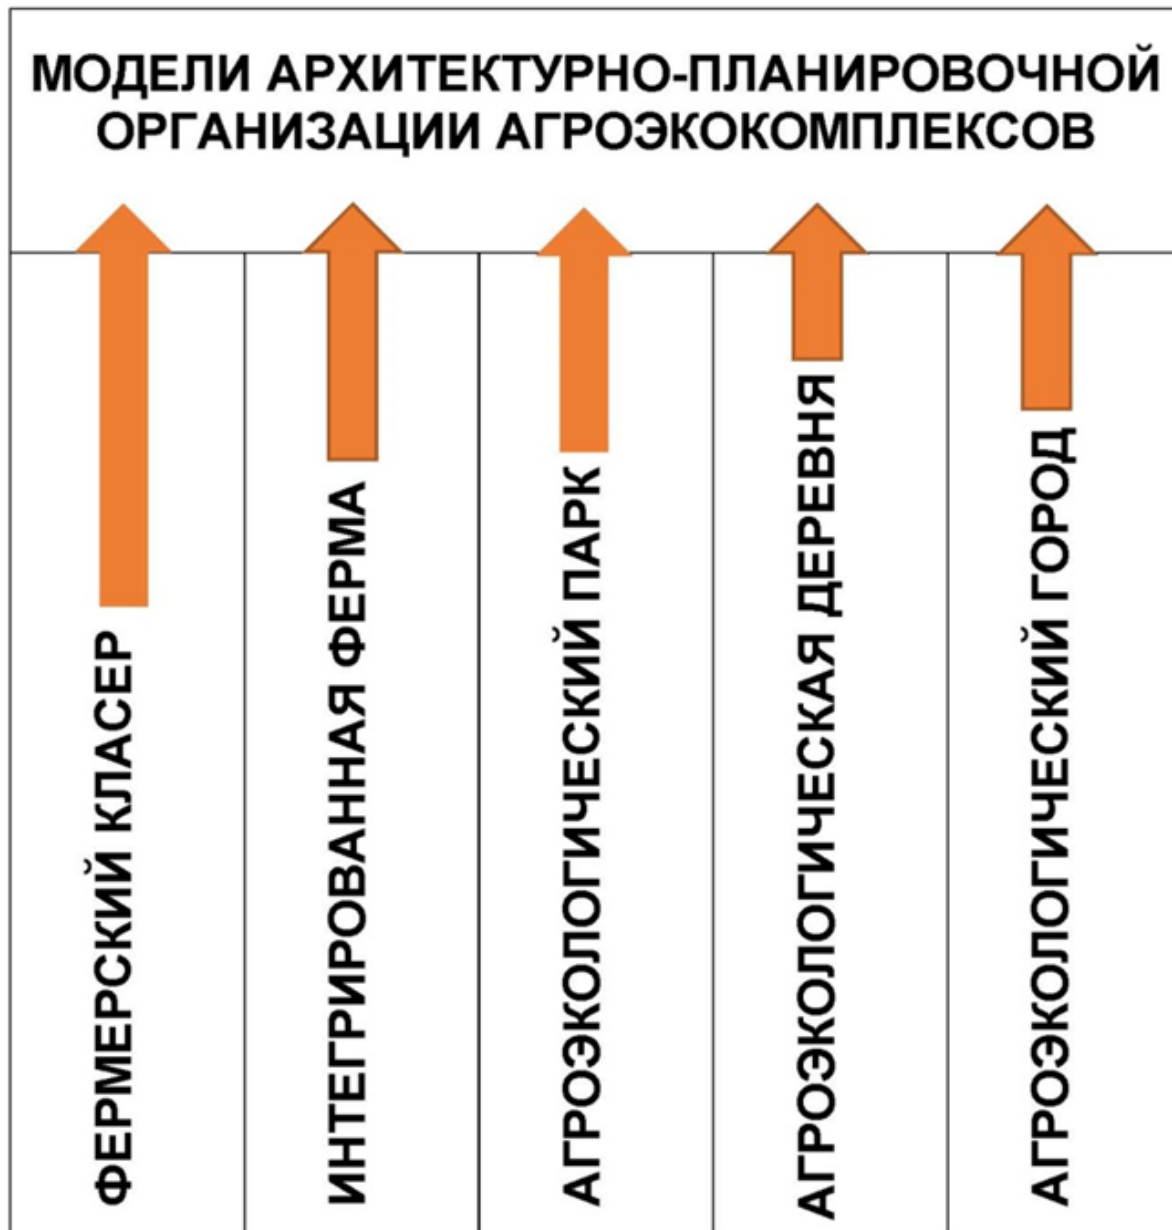 МОДЕЛИ АРХИТЕКТУРНО-ПЛАНИРОВОЧНОЙ
ОРГАНИЗАЦИИ АГРОЭКОКОМПЛЕКСОВ
ФЕРМЕРСКИЙ КЛАСЕР
ИНТЕГРИРОВАННАЯ ФЕРМА
АГРОЭКОЛОГИЧЕСКИЙ ПАРК
АГРОЭКОЛОГИЧЕСКАЯ ДЕРЕВНЯ
АГРОЭКОЛОГИЧЕСКИЙ ГОРОД